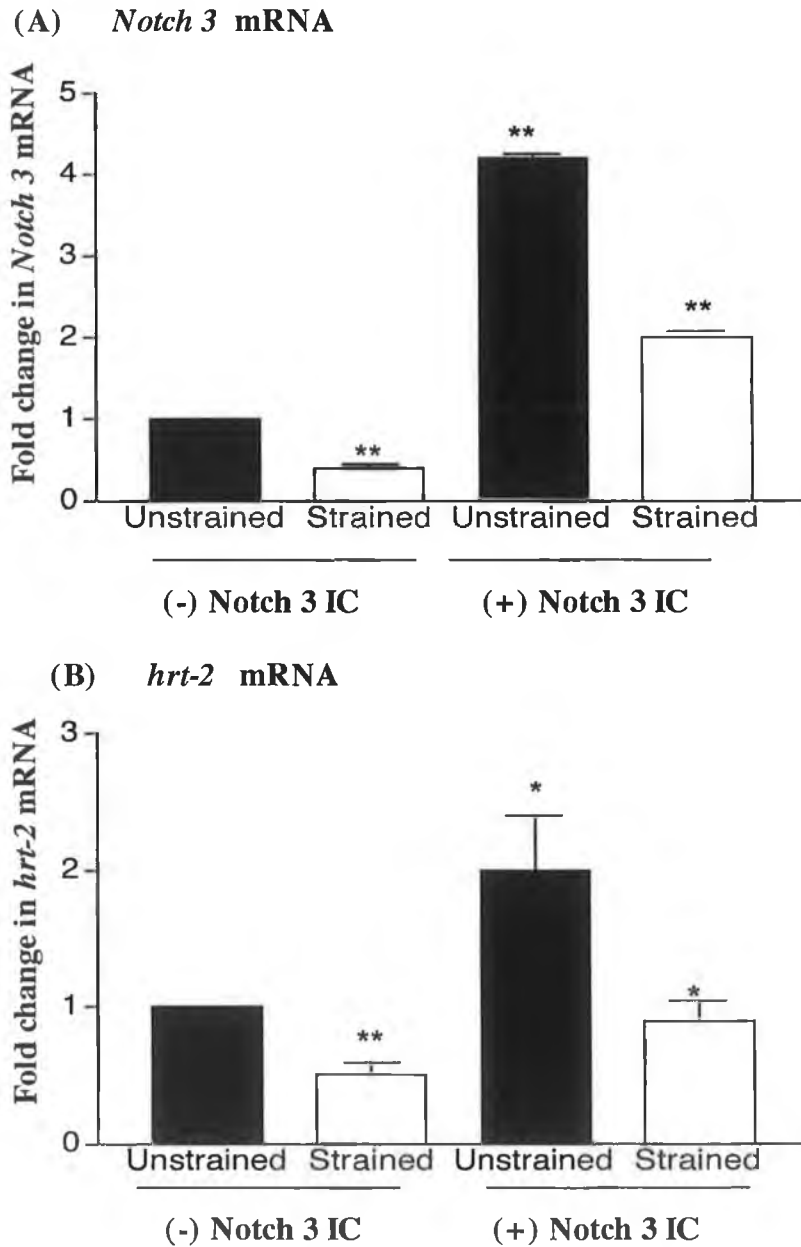 (A) Notch 3 mRNA
Fold change in Notch 3 mRNA
5
4
3
2
1
0
**
**
**
Unstrained Strained Unstrained Strained
(-) Notch 3 IC (+) Notch 3 IC
(B) hrt-2 mRNA
Fold change in hrt-2 mRNA
3
2
1
0
*
**
*
Unstrained Strained Unstrained Strained
(-) Notch 3 IC (+) Notch 3 IC